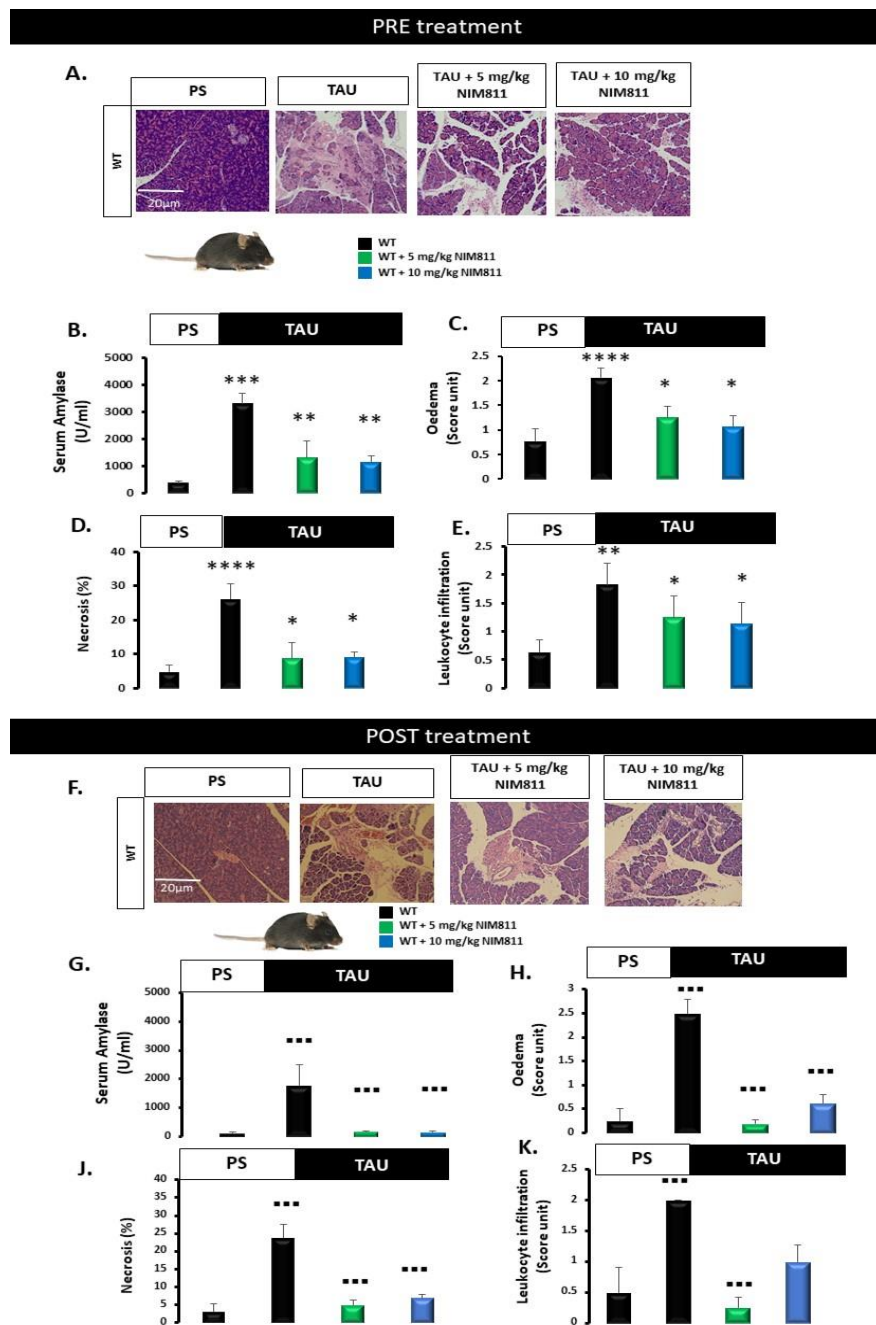 PRE treatment
A.
PS
TAU
TAU + 5 mg/kg
NIM811
TAU + 10 mg/kg
NIM811
WT
20μm
WT
WT + 5 mg/kg NIM811
WT + 10 mg/kg NIM811
B.
PS
TAU
Serum Amylase
(U/ml)
5000
4000
3000
2000
1000
0
***
**
**
C.
PS
TAU
Oedema
(Score unit)
2.5
2
1.5
1
0.5
0
****
*
*
D.
PS
TAU
Necrosis (%)
40
30
20
10
0
****
*
*
E.
PS
TAU
Leukocyte infiltration
(Score unit)
2.5
2
1.5
1
0.5
0
**
*
*
POST treatment
F.
PS
TAU
TAU + 5 mg/kg
NIM811
TAU + 10 mg/kg
NIM811
WT
20μm
WT
WT + 5 mg/kg NIM811
WT + 10 mg/kg NIM811
G.
PS
TAU
Serum Amylase
(U/ml)
5000
4000
3000
2000
1000
0
H.
PS
TAU
Oedema
(Score unit)
3
2.5
2
1.5
1
0.5
0
J.
PS
TAU
Necrosis (%)
40
35
30
25
20
15
10
5
0
K.
PS
TAU
Leukocyte infiltration
(Score unit)
2.5
2
1.5
1
0.5
0